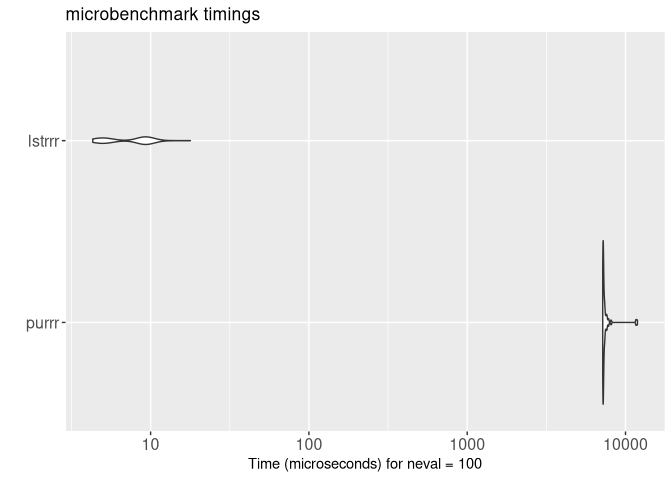 microbenchmark timings
lstrrr
purrr
10 100 1000 10000
Time (microseconds) for neval = 100